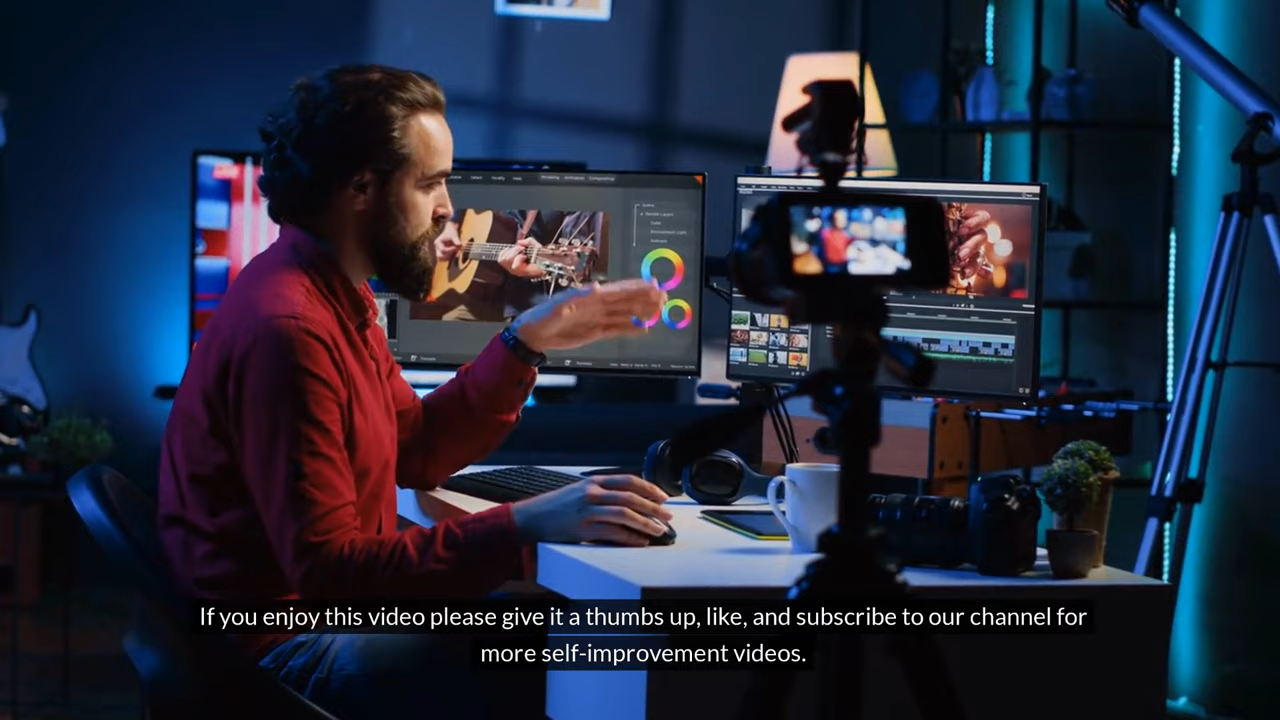 If you enjoy this video please give it a thumbs up, like, and subscribe to our channel for
more self-improvement videos.